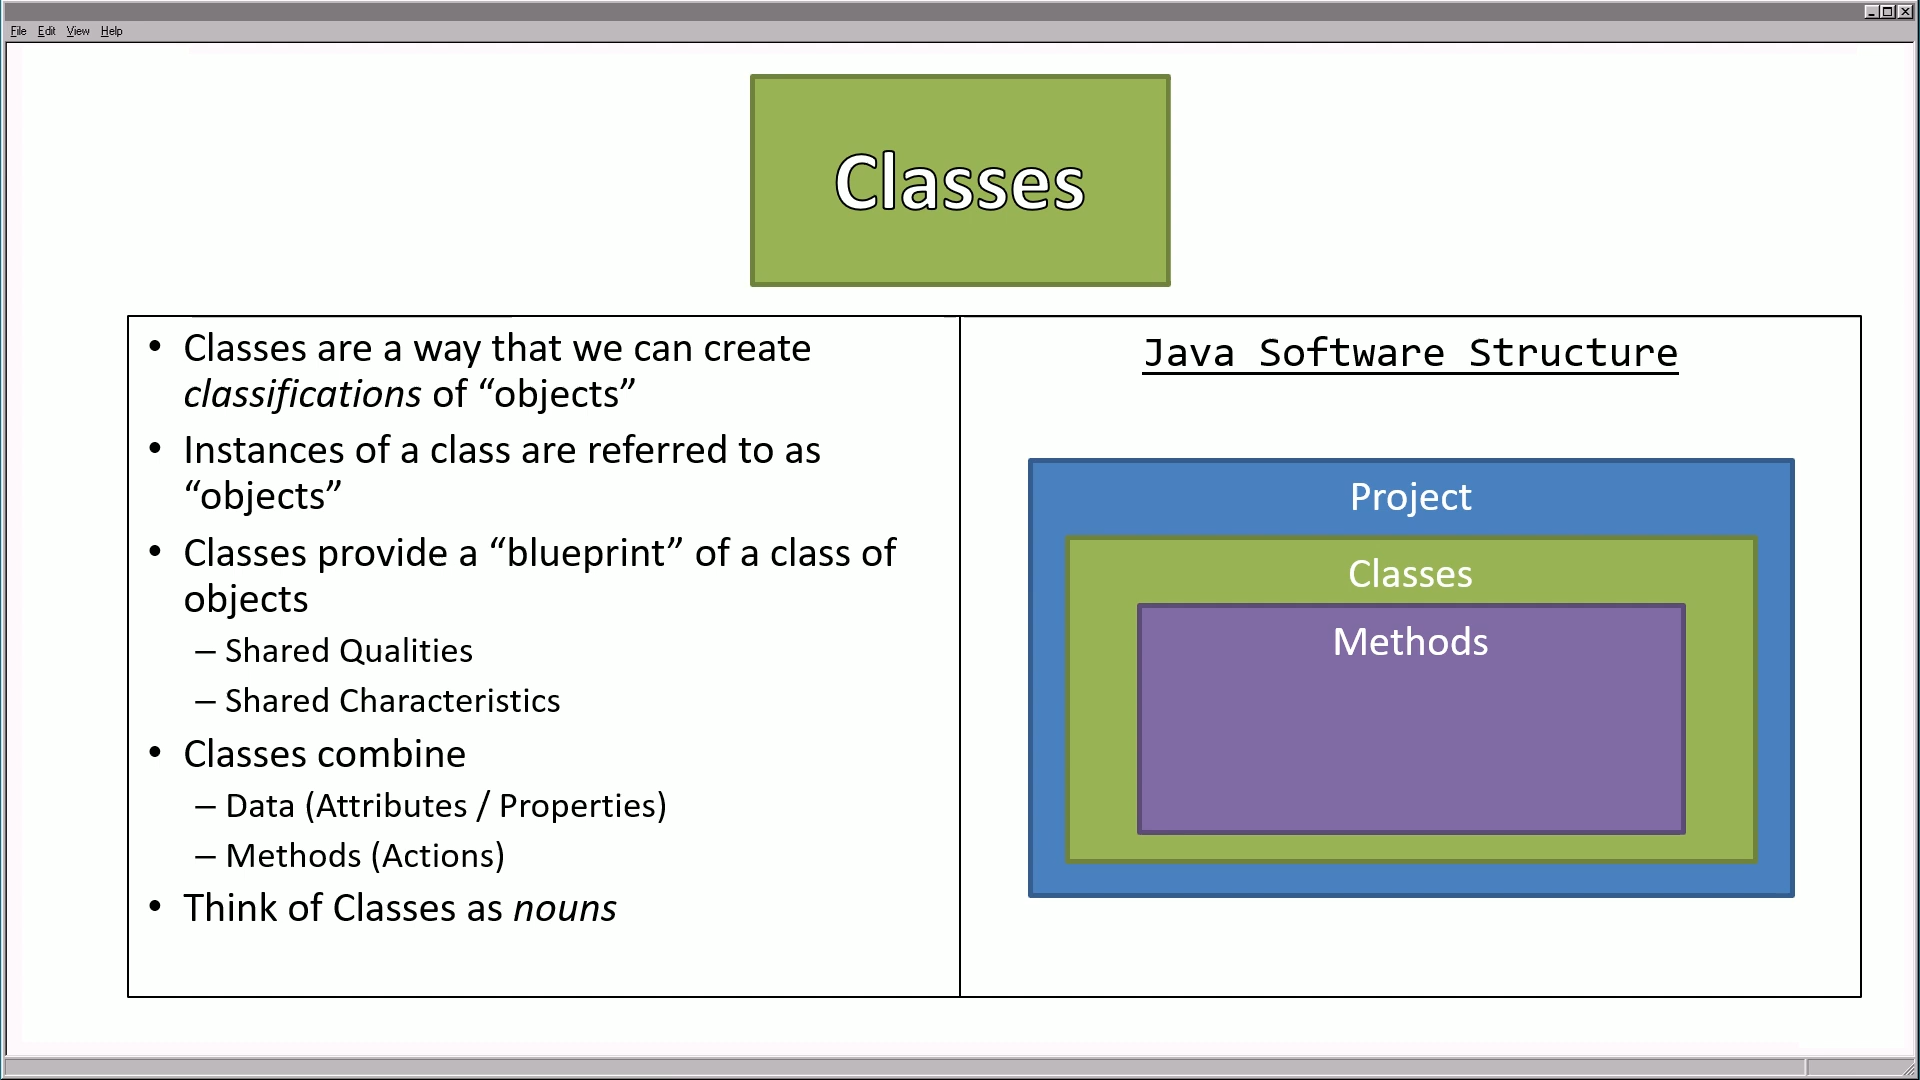 File Edit View Help
Classes
• Classes are a way that we can create
classifications of “objects”
• Instances of a class are referred to as
“objects”
• Classes provide a “blueprint” of a class of
objects
– Shared Qualities
– Shared Characteristics
• Classes combine
– Data (Attributes / Properties)
– Methods (Actions)
• Think of Classes as nouns
Java Software Structure
Project
Classes
Methods